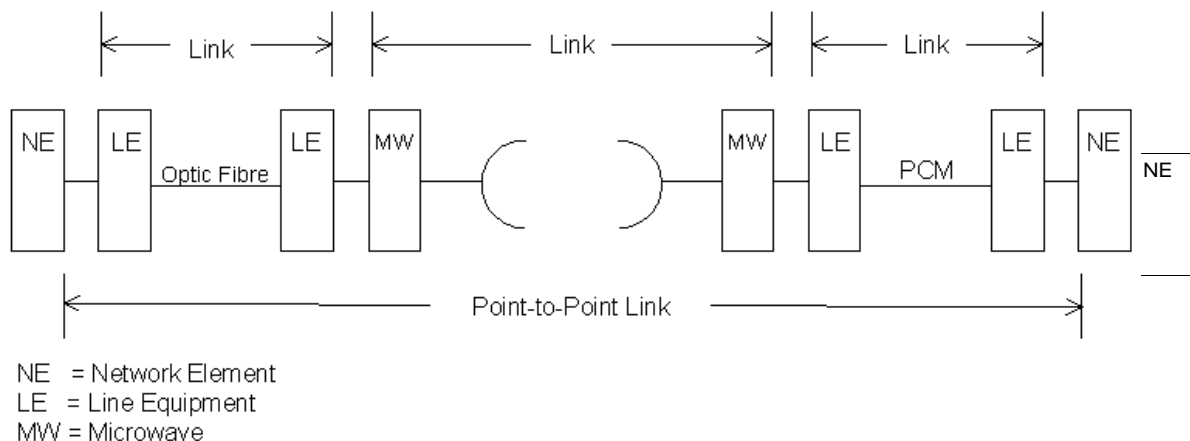 Link Link Link
NE LE LE MW MW LE LE NE
NE
Optic Fibre PCM
Point-to-Point Link
NE = Network Element
LE = Line Equipment
MW = Microwave